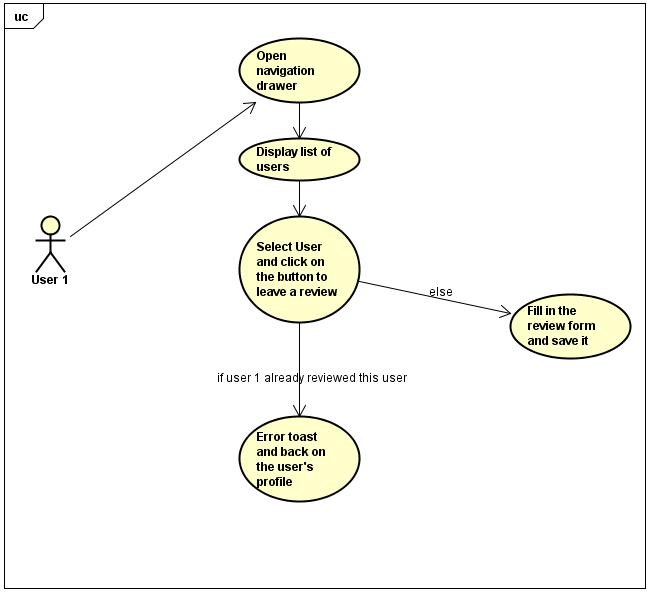 uc
Open
navigation
drawer
Display list of
users
User 1
Select User
and click on
the button to
leave a review
else
Fill in the
review form
and save it
if user 1 already reviewed this user
Error toast
and back on
the user's
profile